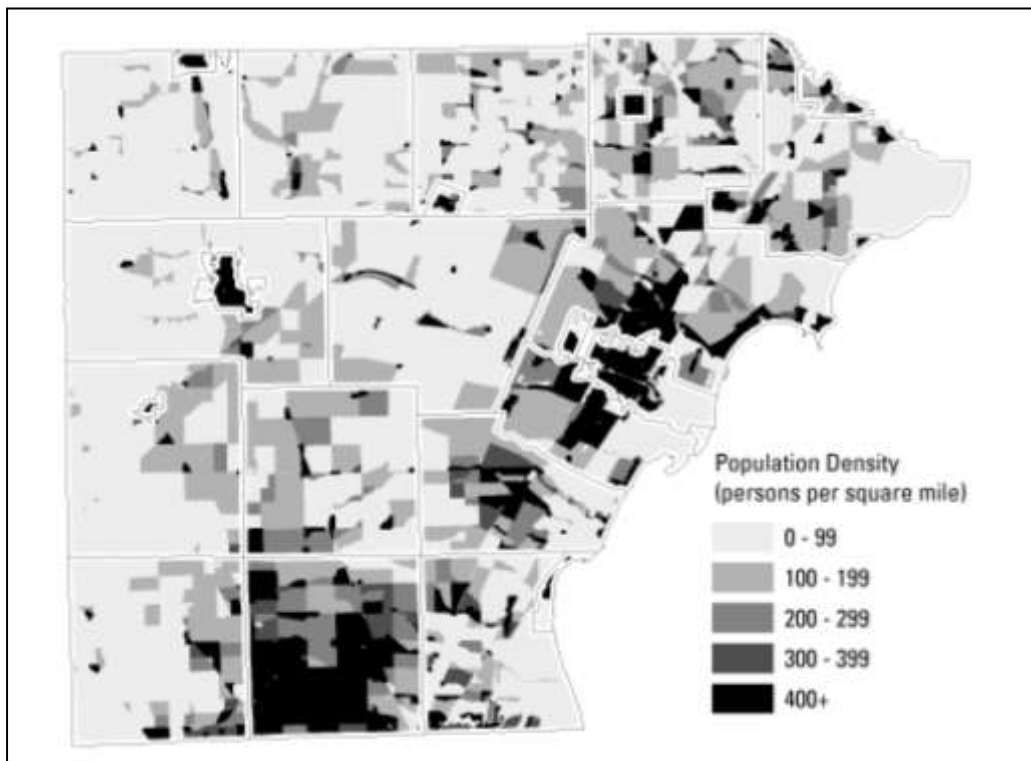 Population Density
(persons per square mile)
0 - 99
100 - 199
200 - 299
300 - 399
400+